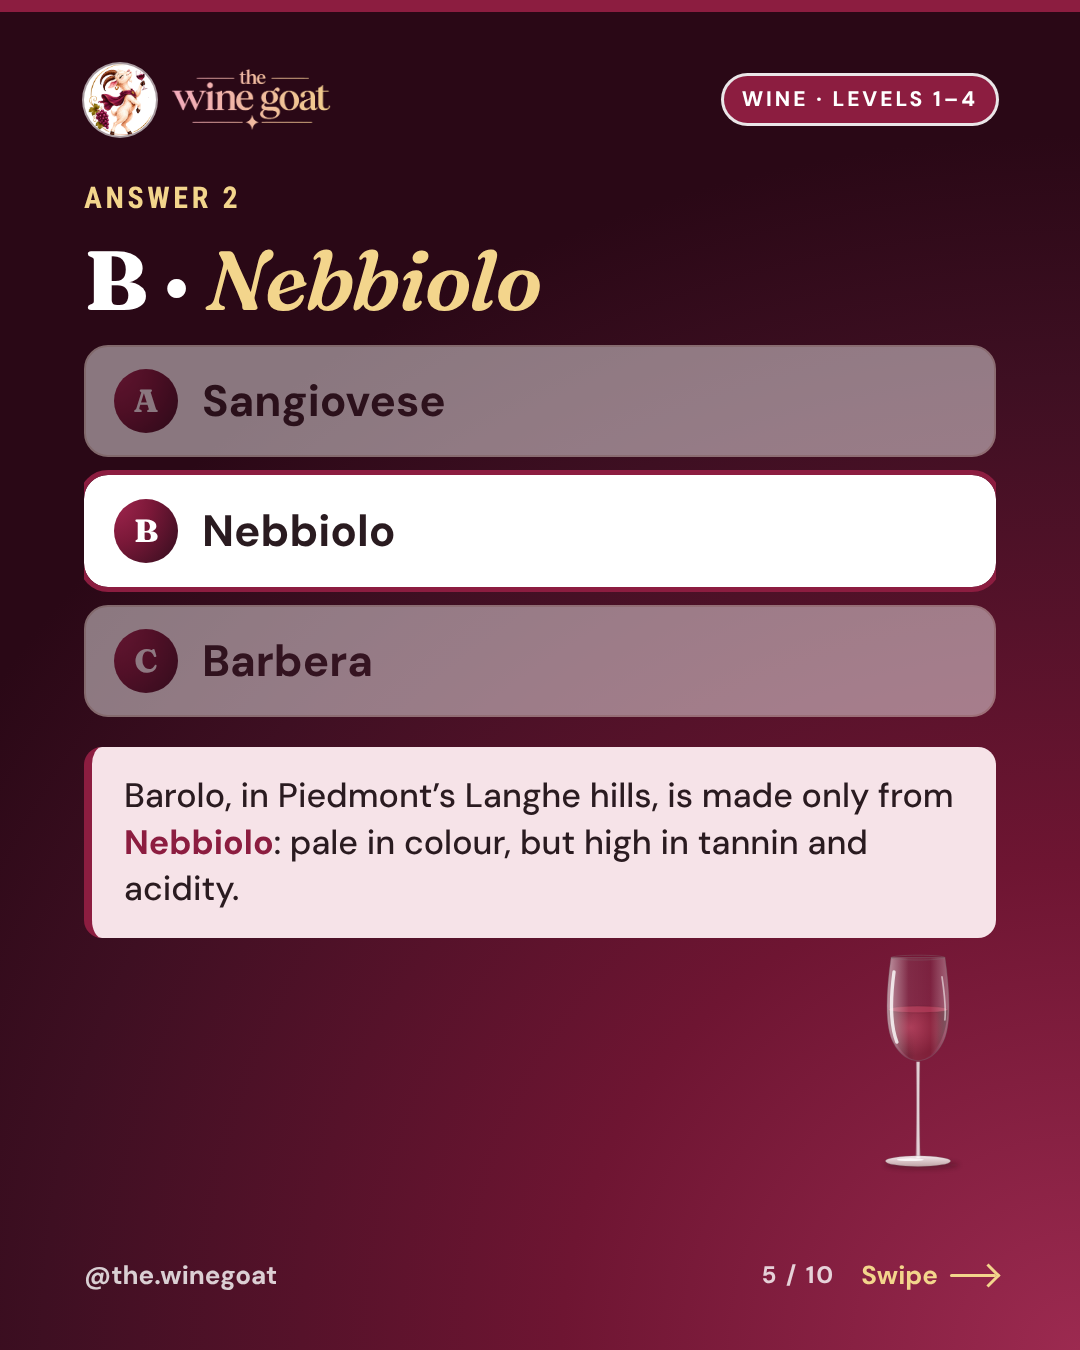 the
wine goat
WINE · LEVELS 1–4
ANSWER 2
B · Nebbiolo
A Sangiovese
B Nebbiolo
C Barbera
Barolo, in Piedmont’s Langhe hills, is made only from
Nebbiolo: pale in colour, but high in tannin and
acidity.
@the.winegoat
5 / 10 Swipe